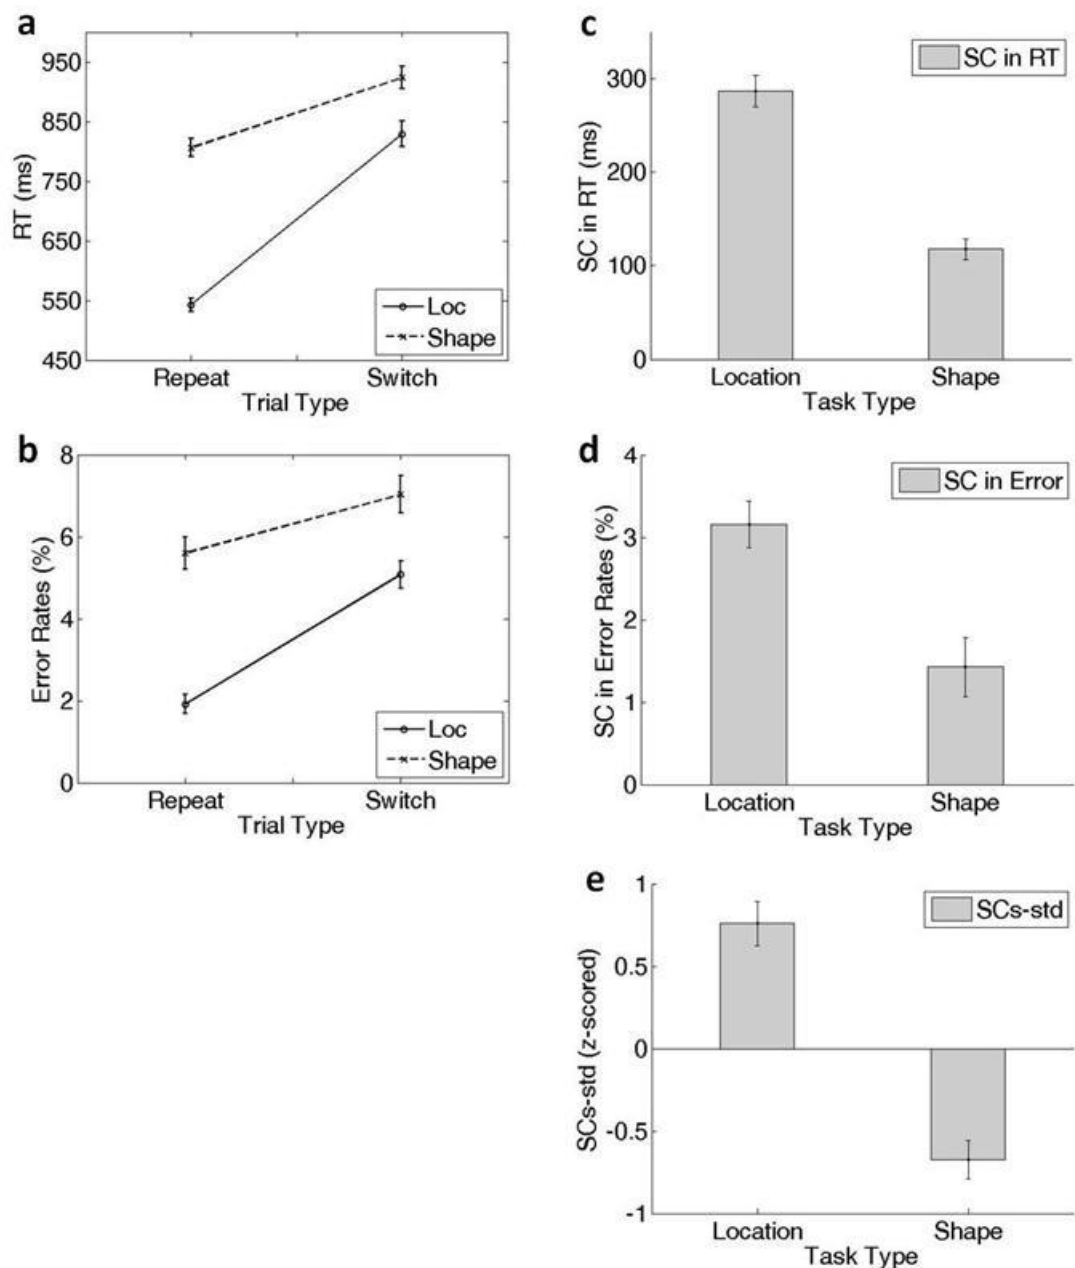 a
950
850
750
650
550
450
RT (ms)
Loc
Shape
Repeat
Switch
Trial Type
c
SC in RT
300
200
100
0
SC in RT (ms)
Location
Shape
Task Type
b
8
6
4
2
0
Error Rates (%)
Loc
Shape
Repeat
Switch
Trial Type
d
SC in Error
4
3
2
1
0
SC in Error Rates (%)
Location
Shape
Task Type
e
SCs-std
1
0.5
0
-0.5
-1
SCs-std (z-scored)
Location
Shape
Task Type